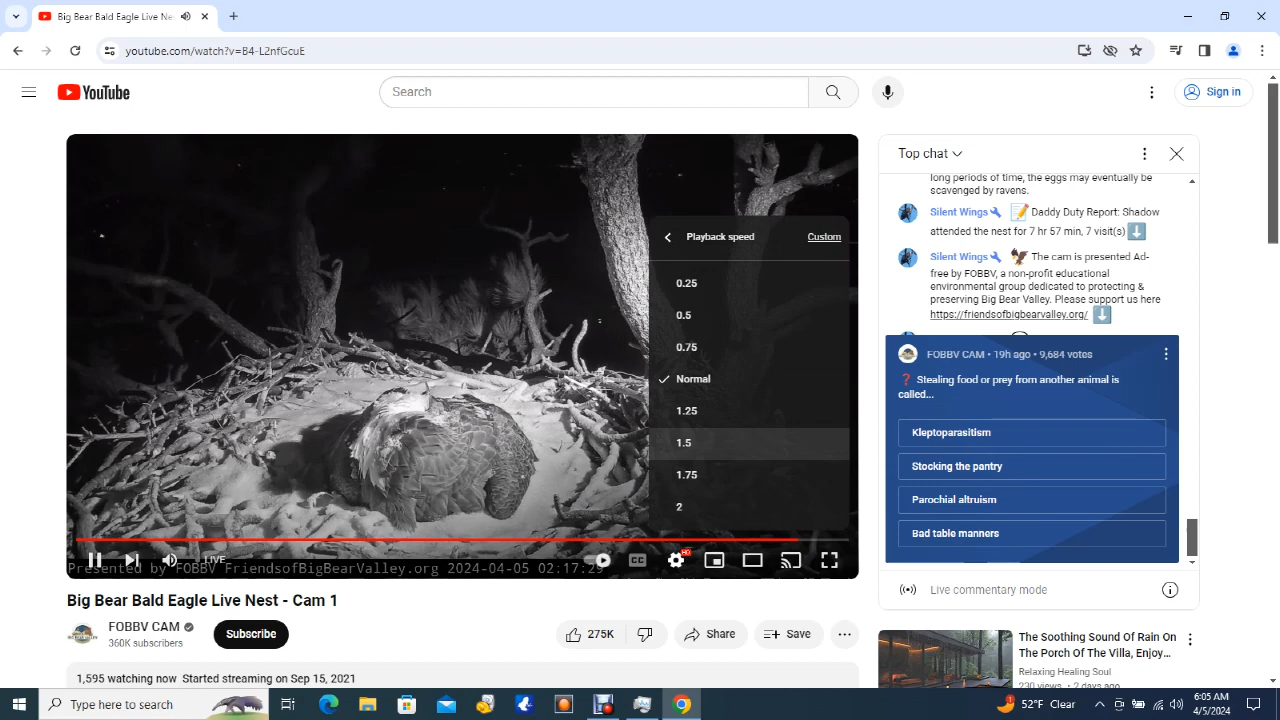 Big Bear Bald Eagle Live Ne
youtube.com/watch?v=B4-L2nfGcuE
YouTube
Search
Sign in
Playback speed
Custom
0.25
0.5
0.75
Normal
1.25
1.5
1.75
2
LIVE
CC
HD
Presented by FOBBV FriendsofBigBearValley.org 2024-04-05 02:17:29
Big Bear Bald Eagle Live Nest - Cam 1
FOBBV CAM
360K subscribers
Subscribe
275K
Share
Save
1,595 watching now Started streaming on Sep 15, 2021
Top chat
long periods of time, the eggs may eventually be
scavenged by ravens.
Silent Wings Daddy Duty Report: Shadow
attended the nest for 7 hr 57 min, 7 visit(s)
Silent Wings The cam is presented Ad-
free by FOBBV, a non-profit educational
environmental group dedicated to protecting &
preserving Big Bear Valley. Please support us here
https://friendsofbigbearvalley.org/
FOBBV CAM • 19h ago • 9,684 votes
❓ Stealing food or prey from another animal is
called...
Kleptoparasitism
Stocking the pantry
Parochial altruism
Bad table manners
Live commentary mode
The Soothing Sound Of Rain On
The Porch Of The Villa, Enjoy...
Relaxing Healing Soul
230 views • 2 days ago
Type here to search
52°F Clear
6:05 AM
4/5/2024